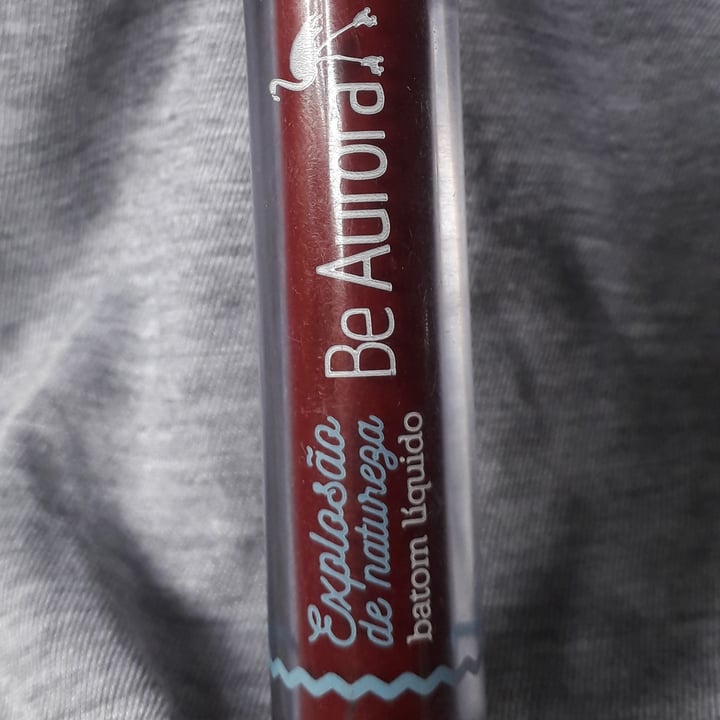 Be Aurora
Explosão
de natureza
batom líquido